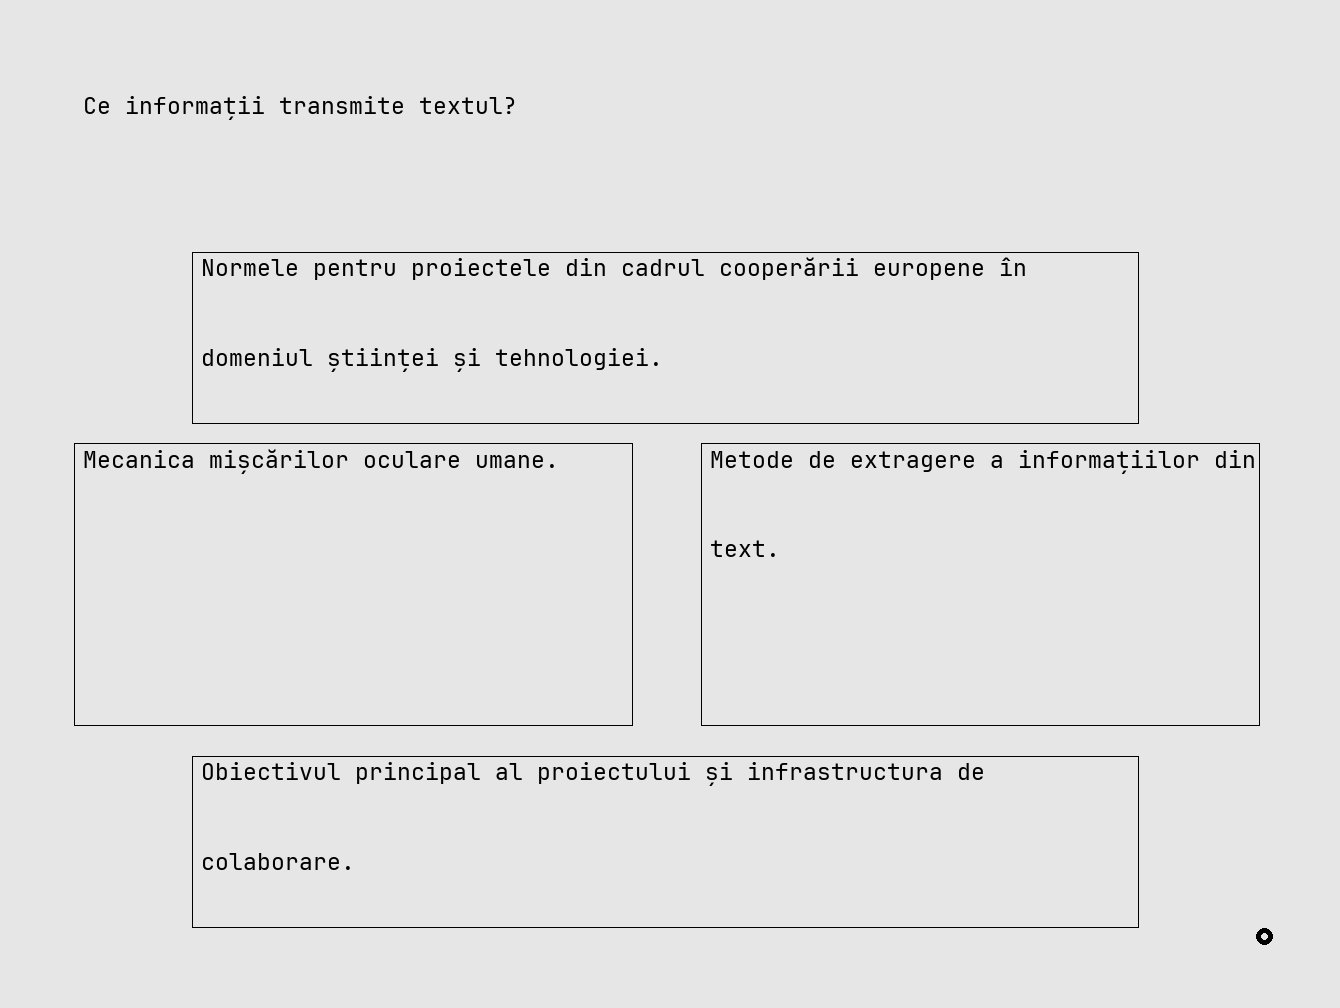 Ce informații transmite textul?
Normele pentru proiectele din cadrul cooperării europene în
domeniul științei și tehnologiei.
Mecanica mișcărilor oculare umane.
Metode de extragere a informațiilor din
text.
Obiectivul principal al proiectului și infrastructura de
colaborare.